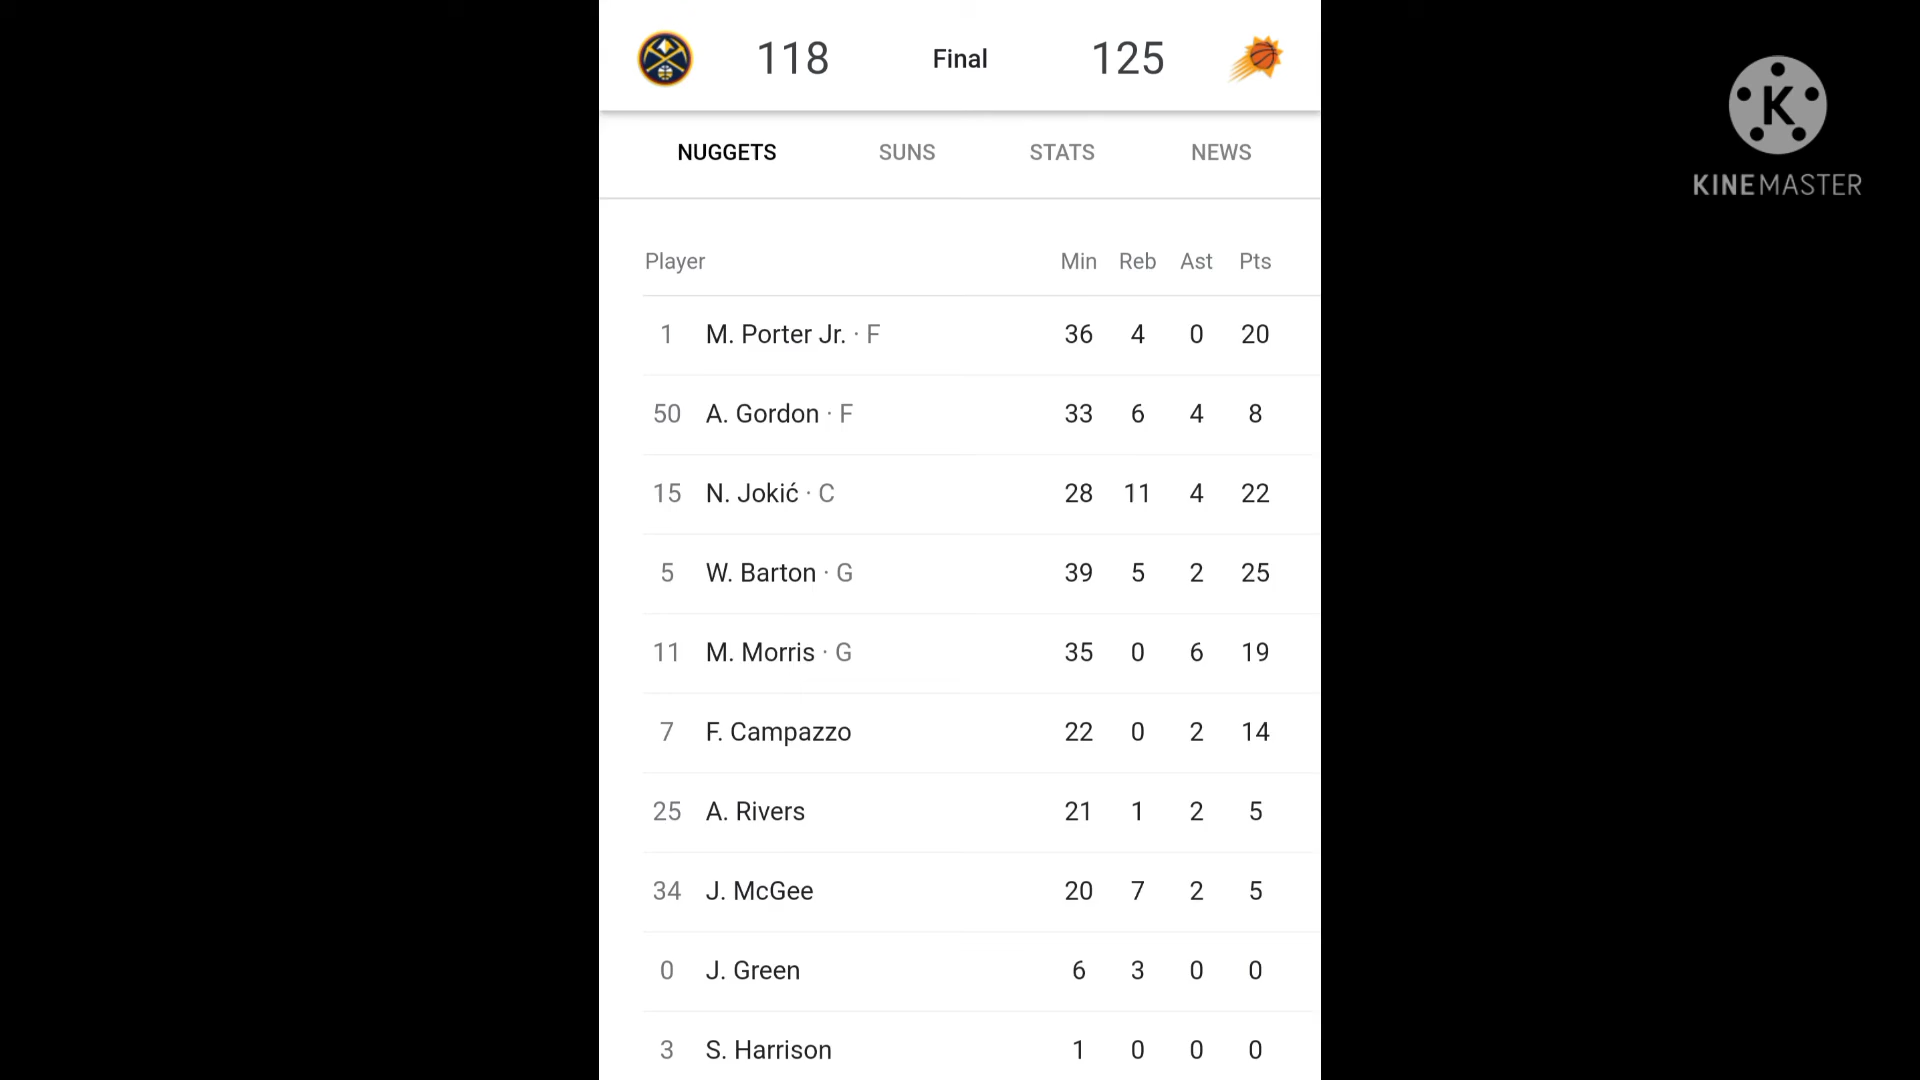 118 Final 125
NUGGETS SUNS STATS NEWS
Player Min Reb Ast Pts
1 M. Porter Jr. · F 36 4 0 20
50 A. Gordon · F 33 6 4 8
15 N. Jokić · C 28 11 4 22
5 W. Barton · G 39 5 2 25
11 M. Morris · G 35 0 6 19
7 F. Campazzo 22 0 2 14
25 A. Rivers 21 1 2 5
34 J. McGee 20 7 2 5
0 J. Green 6 3 0 0
3 S. Harrison 1 0 0 0
K
KINEMASTER